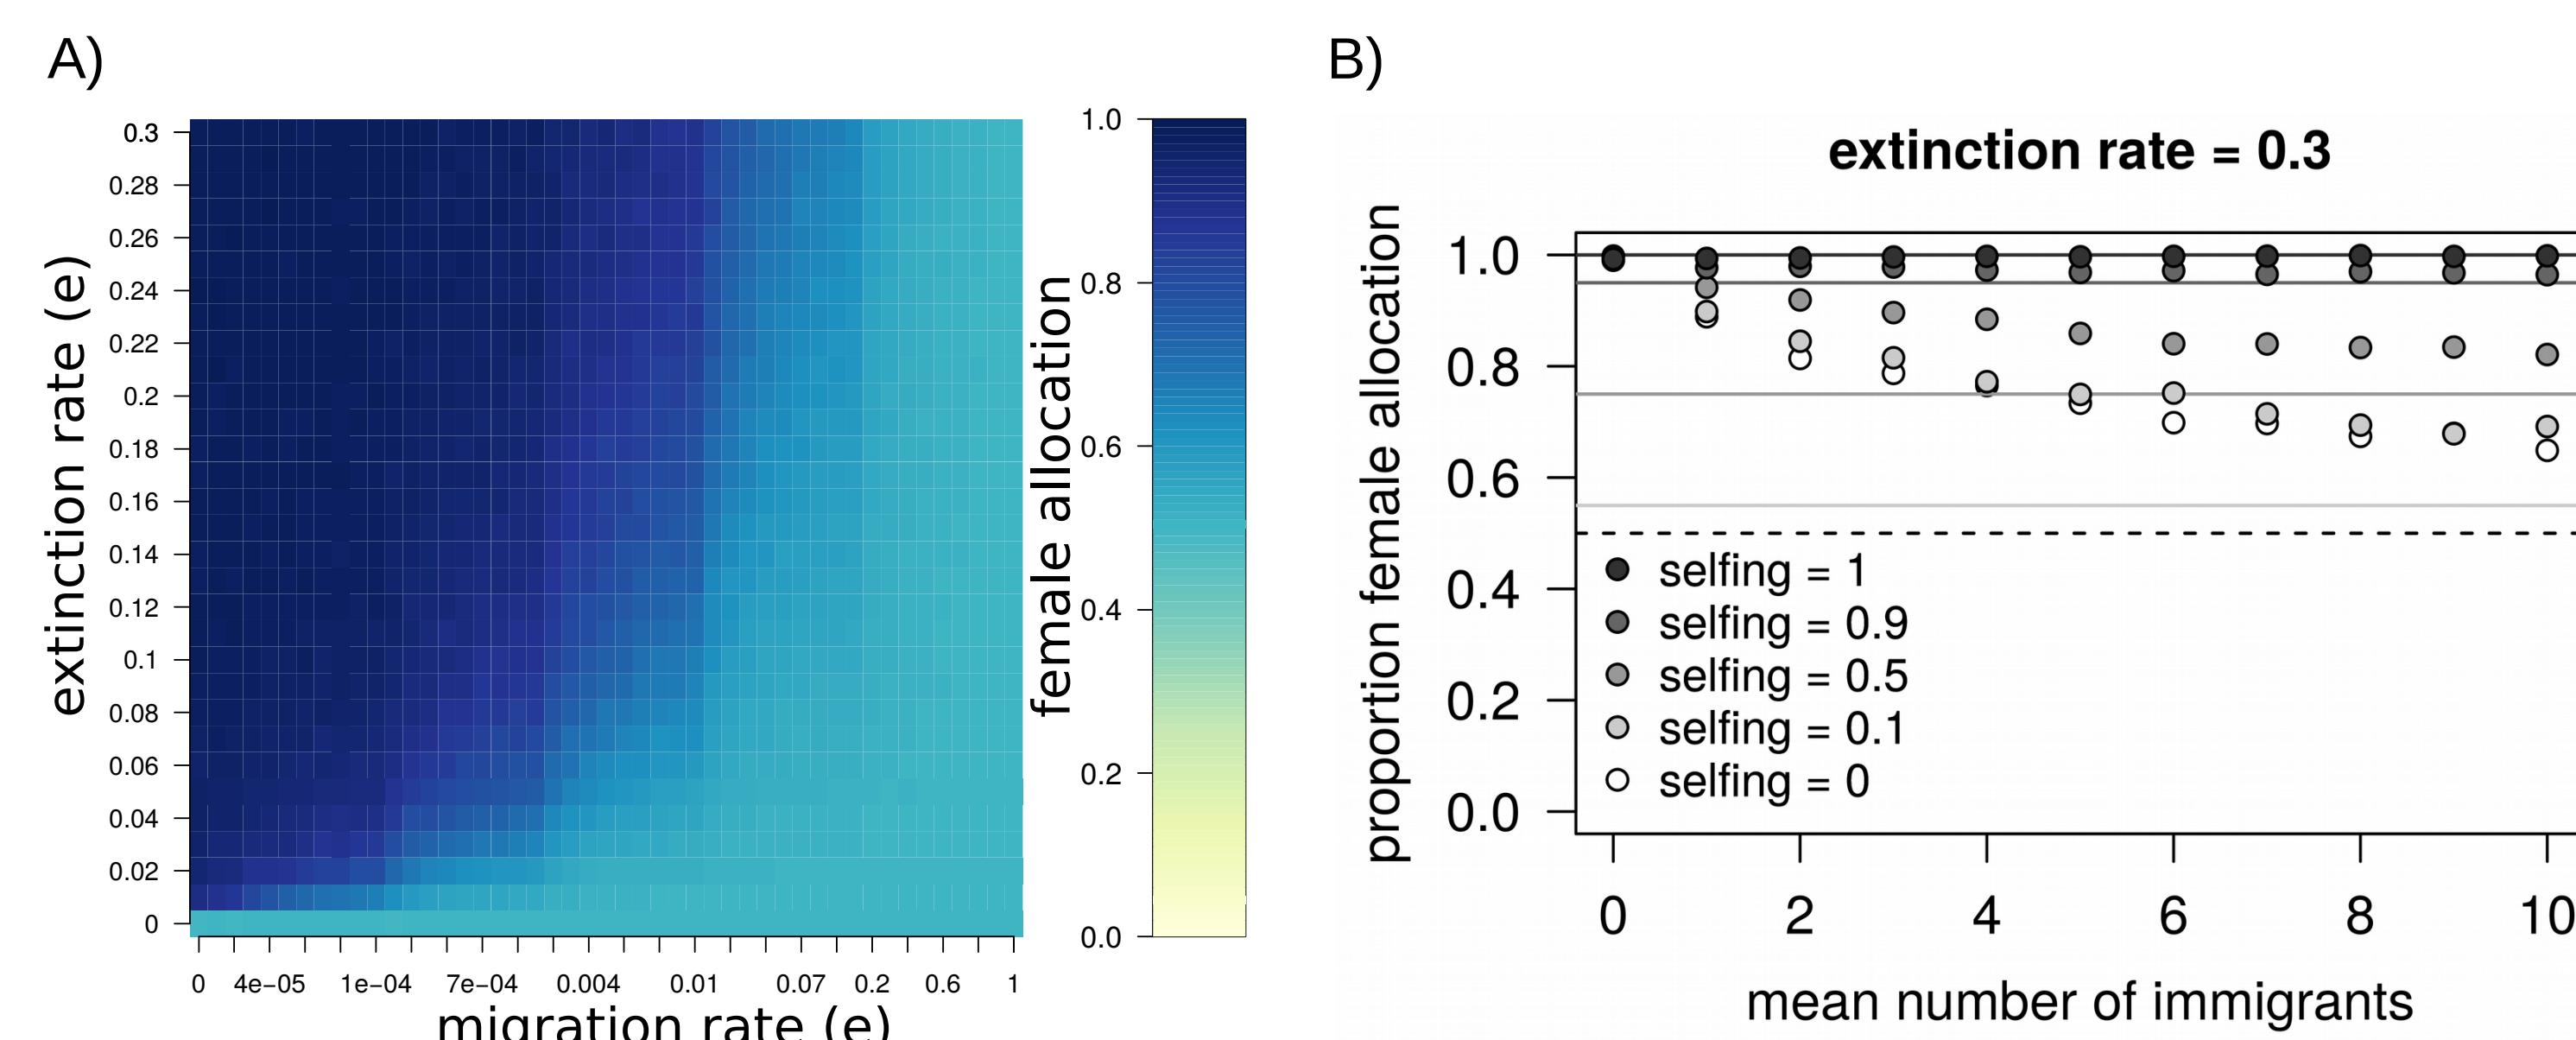 A)
extinction rate (e)
0.3
0.28
0.26
0.24
0.22
0.2
0.18
0.16
0.14
0.12
0.1
0.08
0.06
0.04
0.02
0
0 4e−05 1e−04 7e−04 0.004 0.01 0.07 0.2 0.6 1
migration rate (e)
female allocation
1.0
0.8
0.6
0.4
0.2
0.0
B)
extinction rate = 0.3
proportion female allocation
1.0
0.8
0.6
0.4
0.2
0.0
selfing = 1
selfing = 0.9
selfing = 0.5
selfing = 0.1
selfing = 0
0 2 4 6 8 10
mean number of immigrants